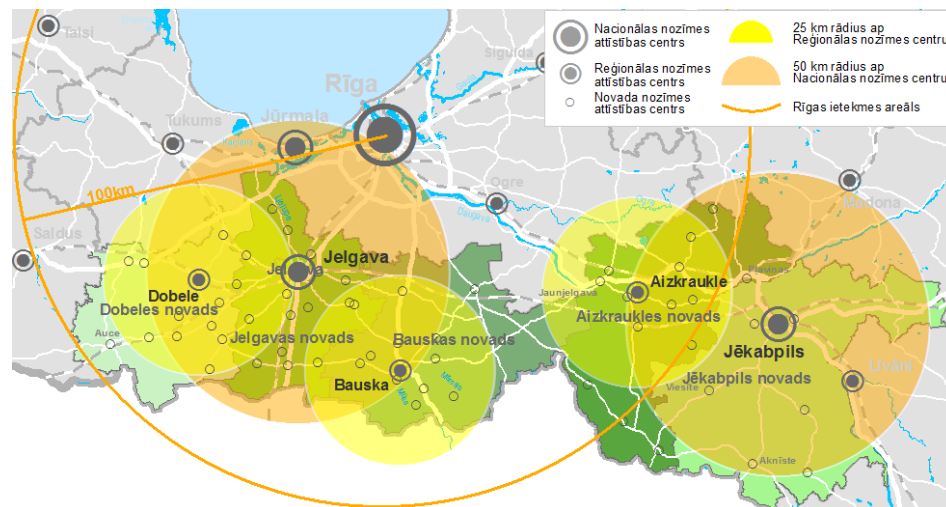 Nacionālas nozīmes
attīstības centrs
Reģionālas nozīmes
attīstības centrs
Novada nozīmes
attīstības centrs
25 km rādius ap
Reģionālas nozīmes centru
50 km rādius ap
Nacionālas nozīmes centru
Rīgas ietekmes areāls
Talsi
Sigulda
Rīga
Jūrmala
Tukums
Ogre
Daugava
Madona
100km
Saldus
Jelgava
Jelgava
Aizkraukle
Pļaviņas
Dobele
Dobeles novads
Jaunjelgava
Aizkraukles novads
Auce
Jelgavas novads
Bauskas novads
Jēkabpils
Līvāni
Bauska
Jēkabpils novads
Viesīte
Aknīste